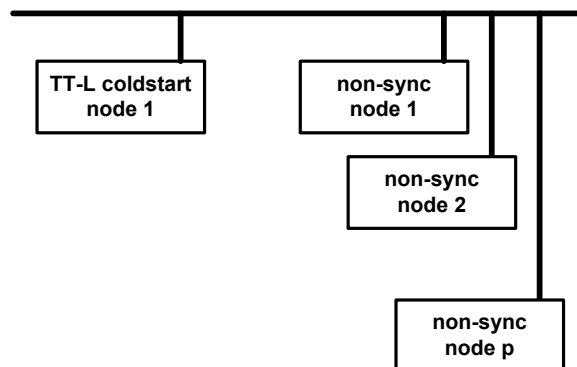 TT-L coldstart
node 1
non-sync
node 1
non-sync
node 2
non-sync
node p